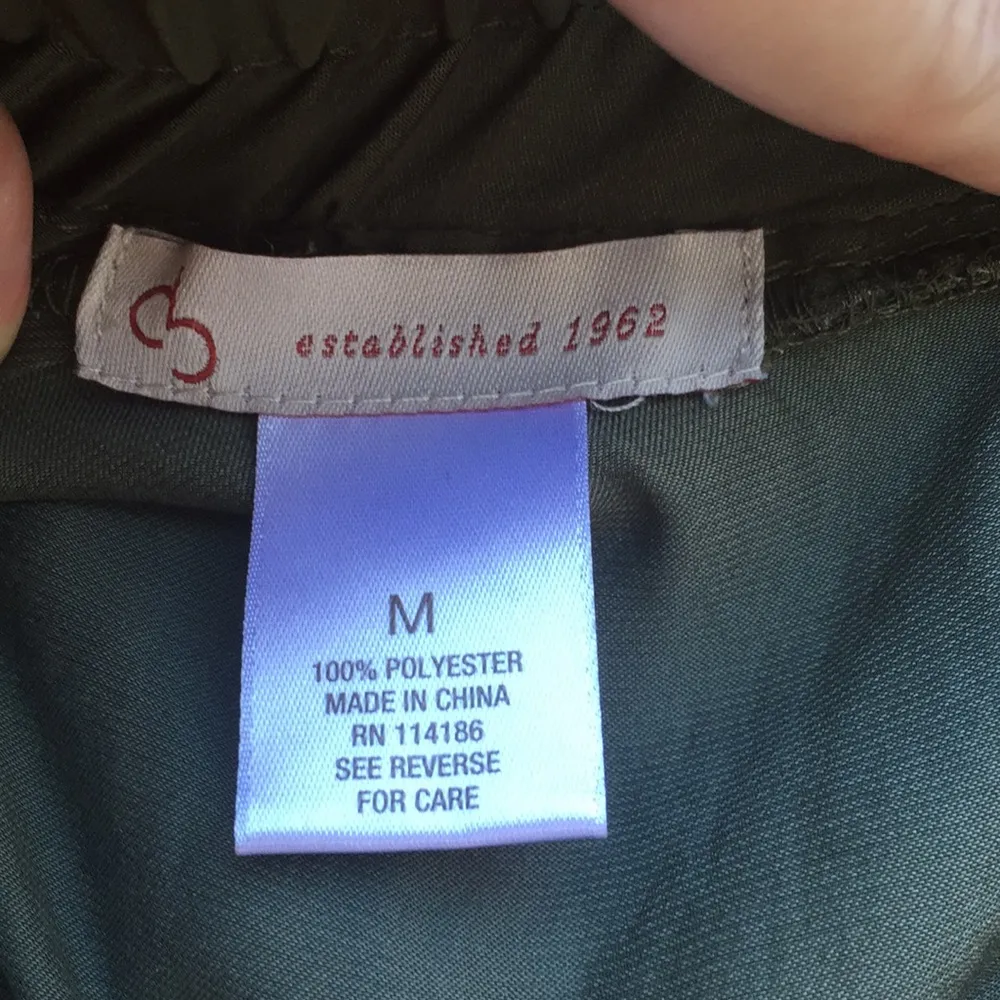 established 1962
M
100% POLYESTER
MADE IN CHINA
RN 114186
SEE REVERSE
FOR CARE